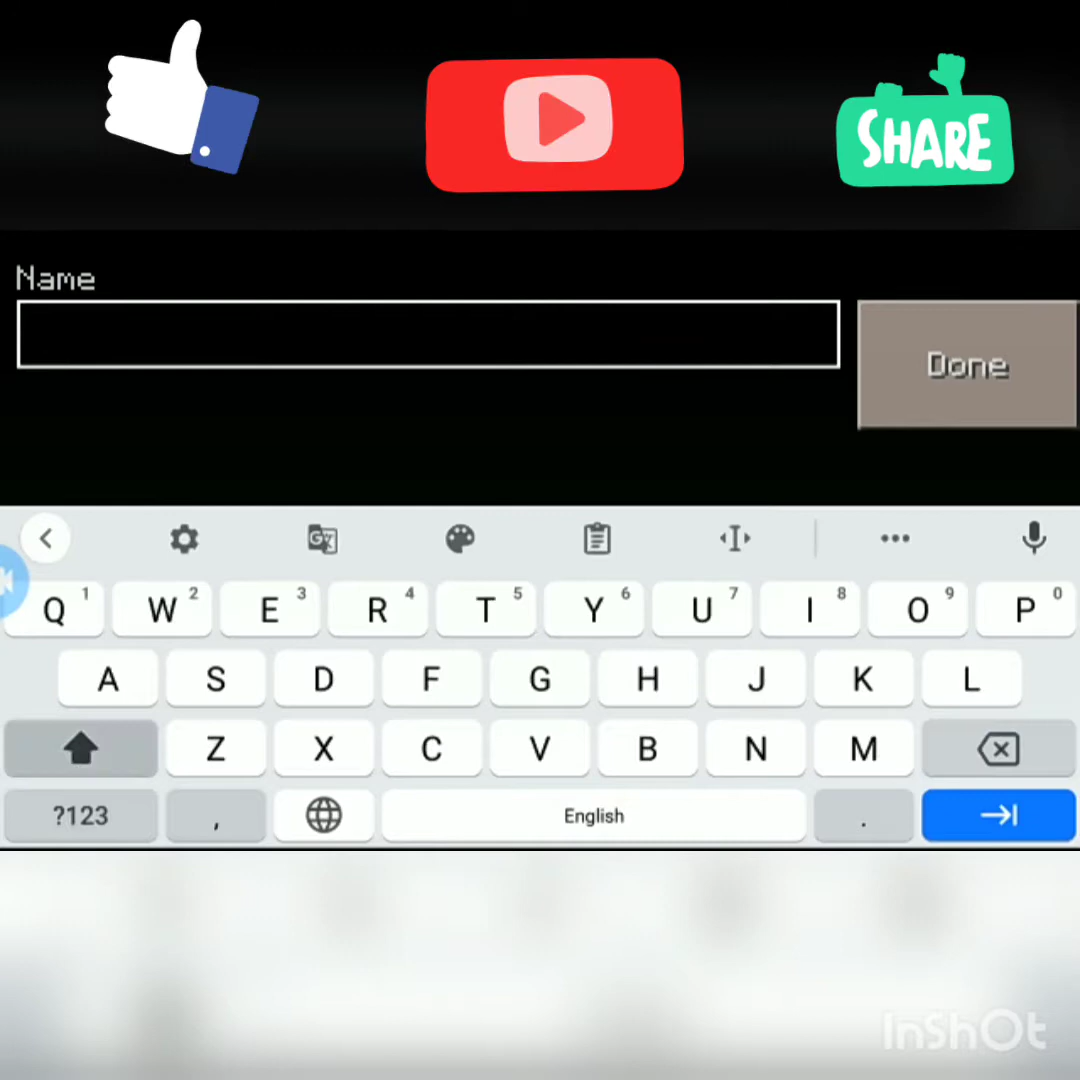 SHARE
Name
Done
G
Q 1 W 2 E 3 R 4 T 5 Y 6 U 7 I 8 O 9 P 0
A S D F G H J K L
Z X C V B N M
?123 , English .
InShOt